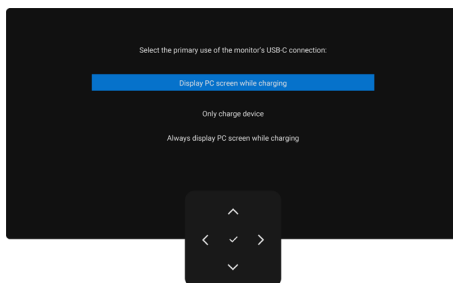 Select the primary use of the monitor's USB-C connection:
Display PC screen while charging
Only charge device
Always display PC screen while charging